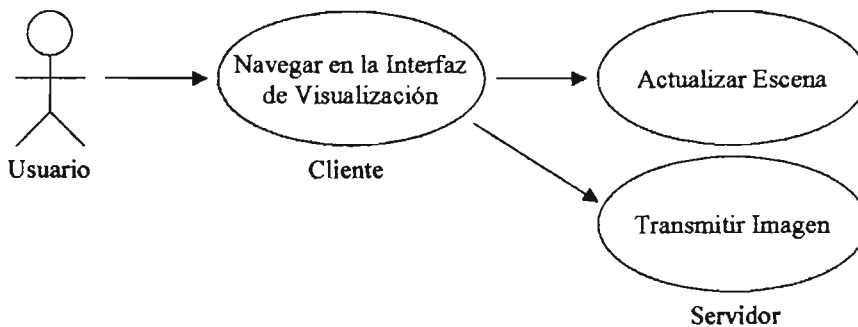 Navegar en la Interfaz
de Visualización
Actualizar Escena
Usuario
Cliente
Transmitir Imagen
Servidor